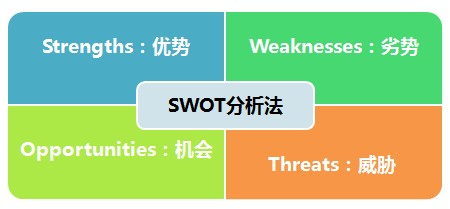 Strengths：优势
Weaknesses：劣势
SWOT分析法
Opportunities：机会
Threats：威胁